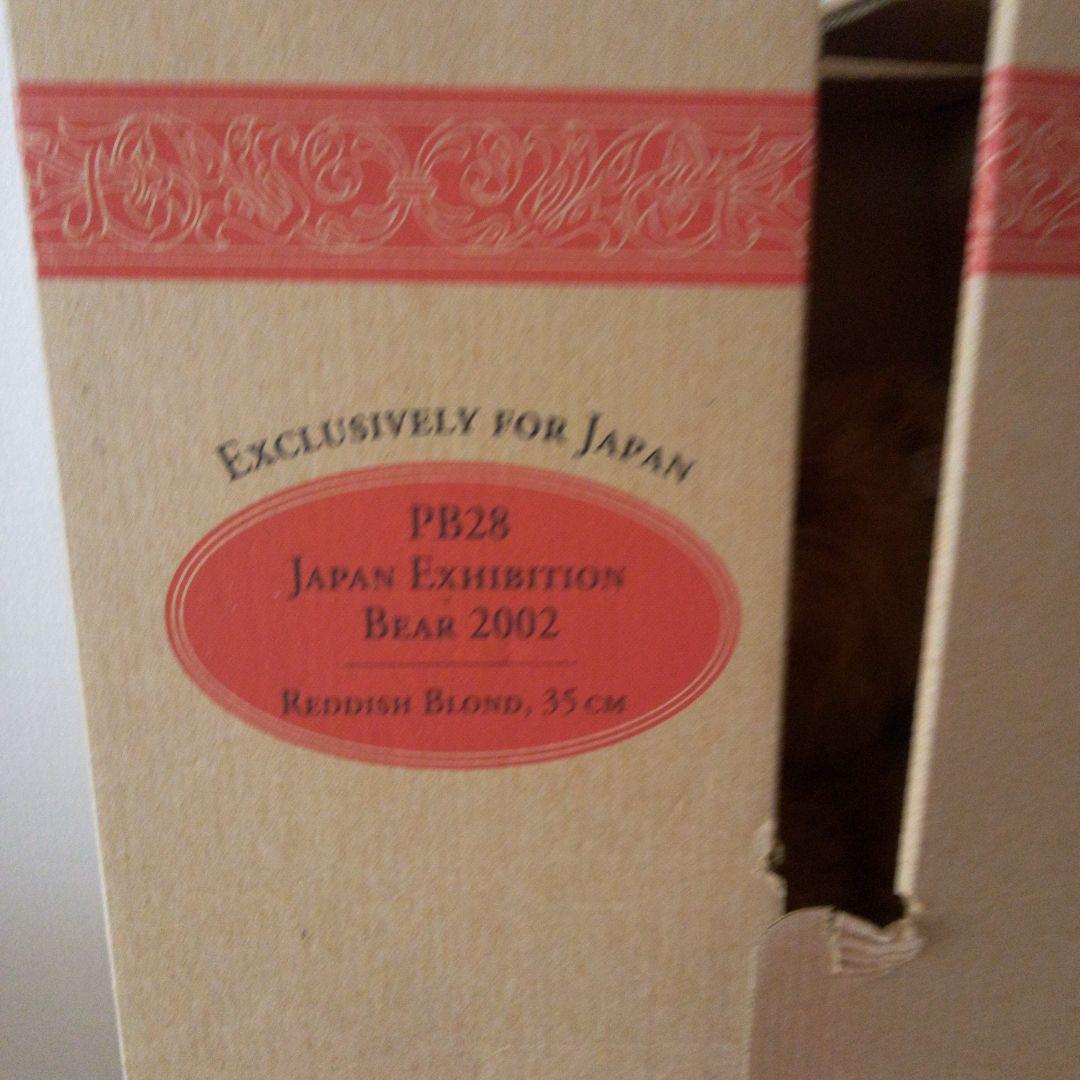 EXCLUSIVELY FOR JAPAN
PB28
JAPAN EXHIBITION
BEAR 2002
REDDISH BLOND, 35 CM